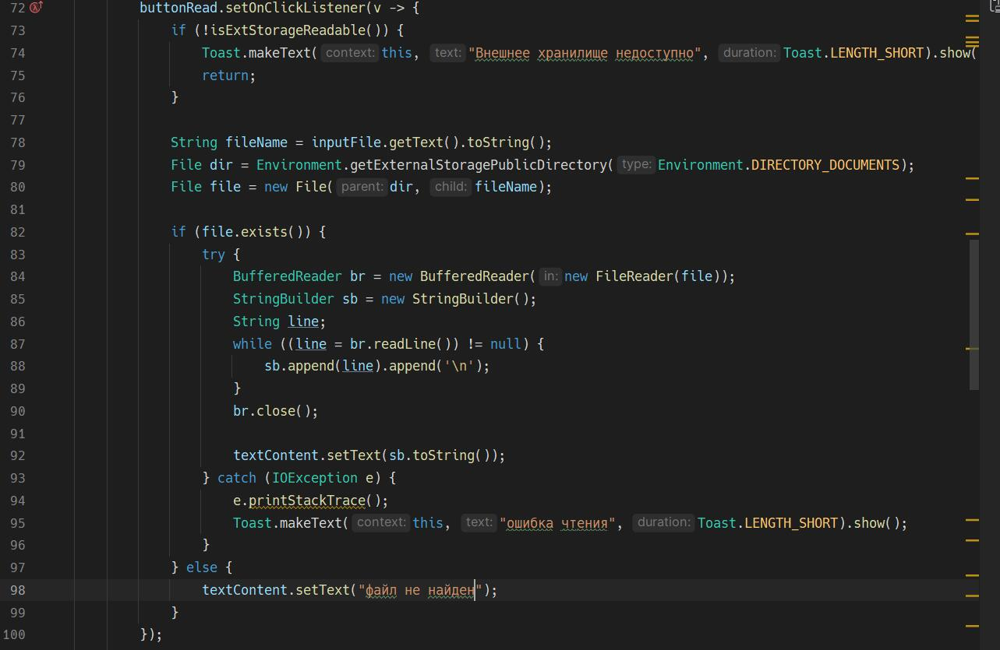 72 buttonRead.setOnClickListener(v -> {
73 if (!isExtStorageReadable()) {
74 Toast.makeText( context: this, text: "Внешнее хранилище недоступно", duration: Toast.LENGTH_SHORT).show(
75 return;
76 }
77
78 String fileName = inputFile.getText().toString();
79 File dir = Environment.getExternalStoragePublicDirectory( type: Environment.DIRECTORY_DOCUMENTS);
80 File file = new File( parent: dir, child: fileName);
81
82 if (file.exists()) {
83 try {
84 BufferedReader br = new BufferedReader( in: new FileReader(file));
85 StringBuilder sb = new StringBuilder();
86 String line;
87 while ((line = br.readLine()) != null) {
88 sb.append(line).append('\n');
89 }
90 br.close();
91
92 textContent.setText(sb.toString());
93 } catch (IOException e) {
94 e.printStackTrace();
95 Toast.makeText( context: this, text: "ошибка чтения", duration: Toast.LENGTH_SHORT).show();
96 }
97 } else {
98 textContent.setText("файл не найден");
99 }
100 });